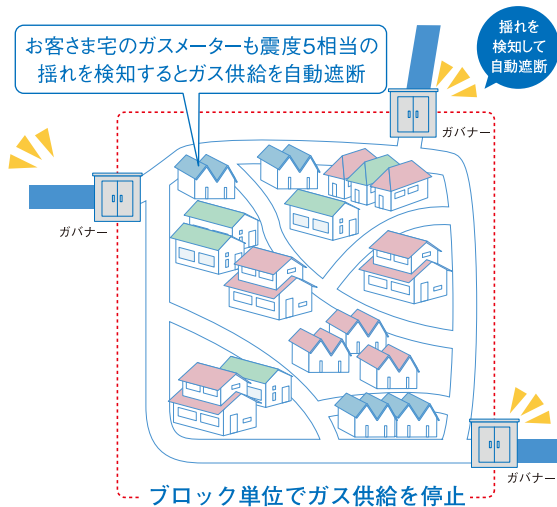 お客さま宅のガスメーターも震度5相当の
揺れを検知するとガス供給を自動遮断
揺れを
検知して
自動遮断
ガバナー
ガバナー
ガバナー
ブロック単位でガス供給を停止